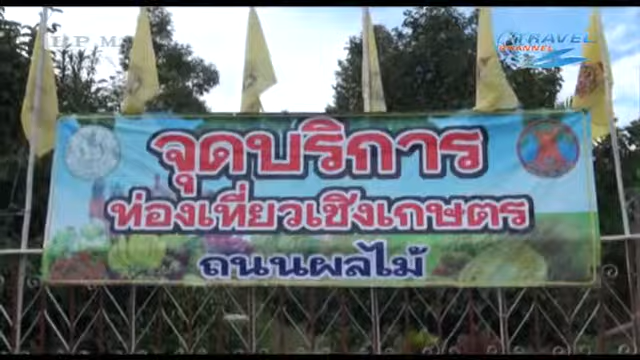 H.P.M
TRAVEL
CHANNEL
จุดบริการ
ท่องเที่ยวเชิงเกษตร
ถนนผลไม้